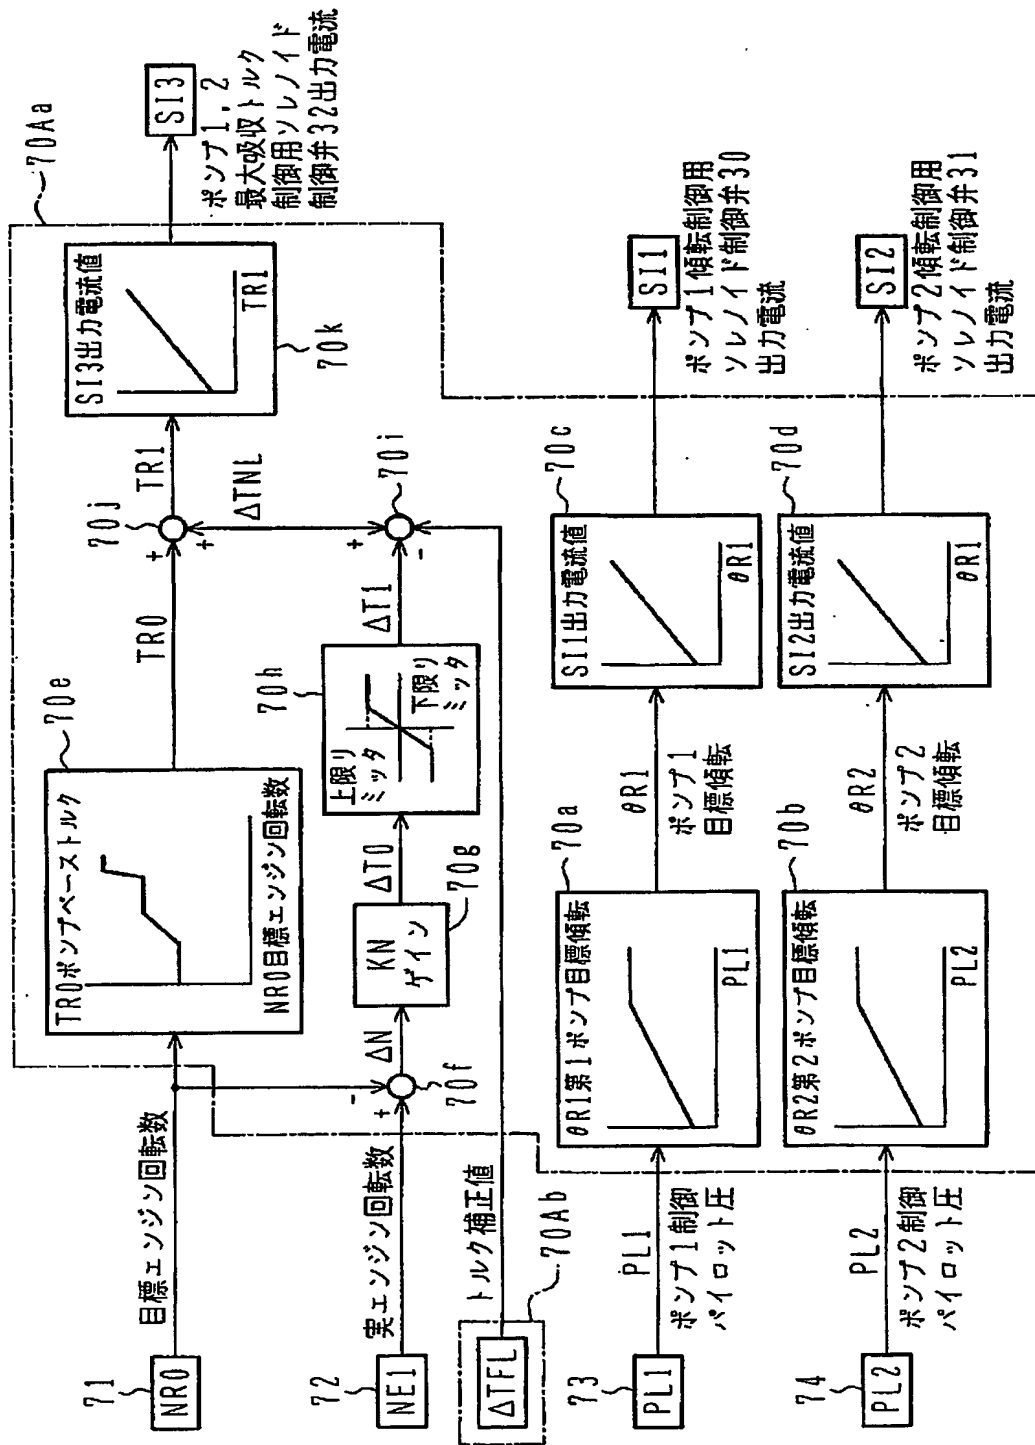 71
NR0
目標エンジン回転数
TR0ポンプベーストルク
NR0目標エンジン回転数
70e
TR0
70j
+
+
TR1
SI3出力電流値
TR1
70k
SI3
ポンプ1,2
最大吸収トルク
制御用ソレノイド
制御弁32出力電流
70Aa
72
NE1
実エンジン回転数
-
+
70f
ΔN
KN
ゲイン
70g
ΔT0
上限リ
ミッタ
下限リ
ミッタ
70h
ΔT1
+
-
70i
ΔTNL
ΔTFL
トルク補正値
70Ab
73
PL1
PL1
ポンプ1制御
パイロット圧
θR1第1ポンプ目標傾転
PL1
70a
θR1
ポンプ1
目標傾転
SI1出力電流値
θR1
70c
SI1
ポンプ1傾転制御用
ソレノイド制御弁30
出力電流
74
PL2
PL2
ポンプ2制御
パイロット圧
θR2第2ポンプ目標傾転
PL2
70b
θR2
ポンプ2
目標傾転
SI2出力電流値
θR1
70d
SI2
ポンプ2傾転制御用
ソレノイド制御弁31
出力電流